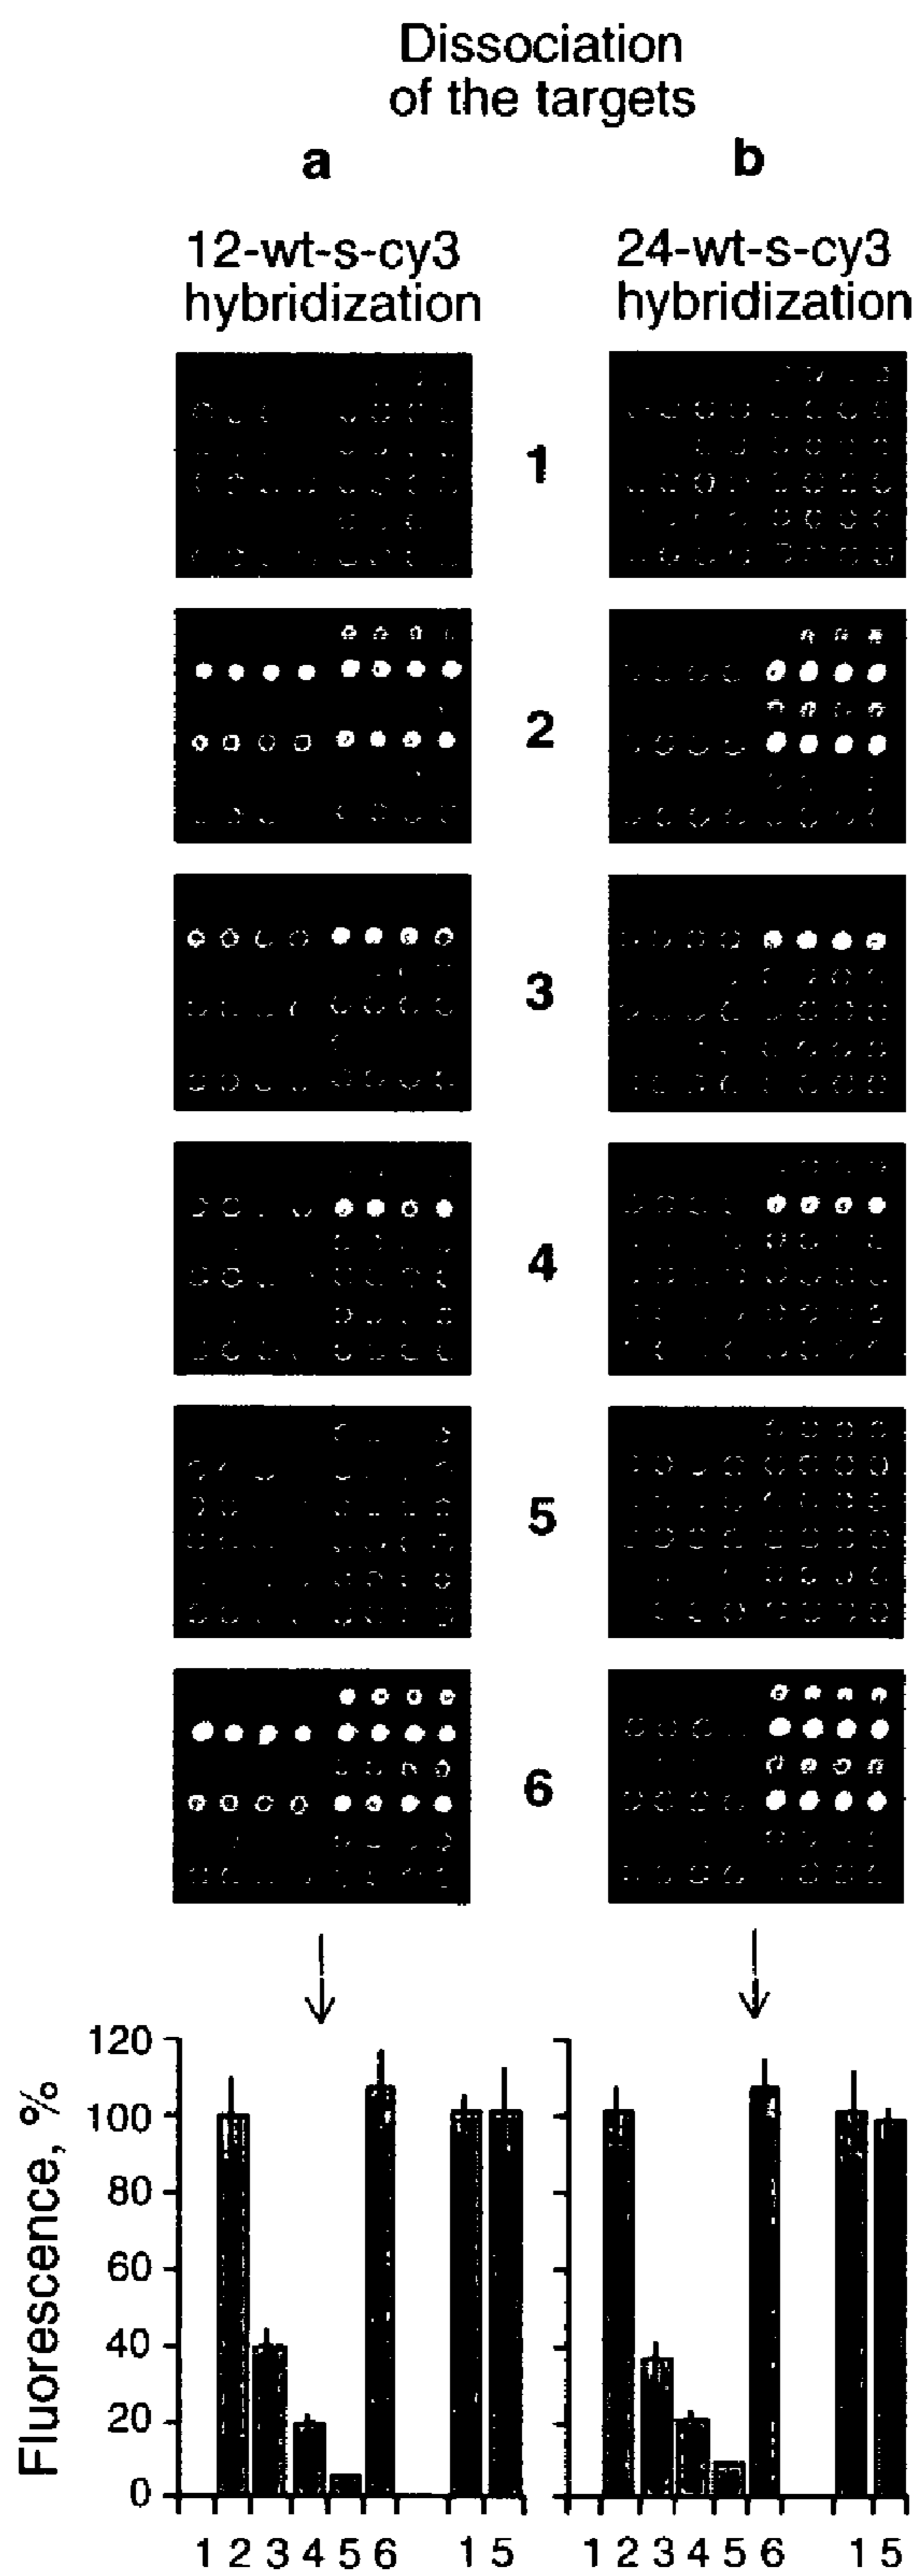 Dissociation
of the targets
a
b
12-wt-s-cy3
hybridization
24-wt-s-cy3
hybridization
1
2
3
4
5
6
Fluorescence, %
120
100
80
60
40
20
0
1 2 3 4 5 6 1 5
1 2 3 4 5 6 1 5